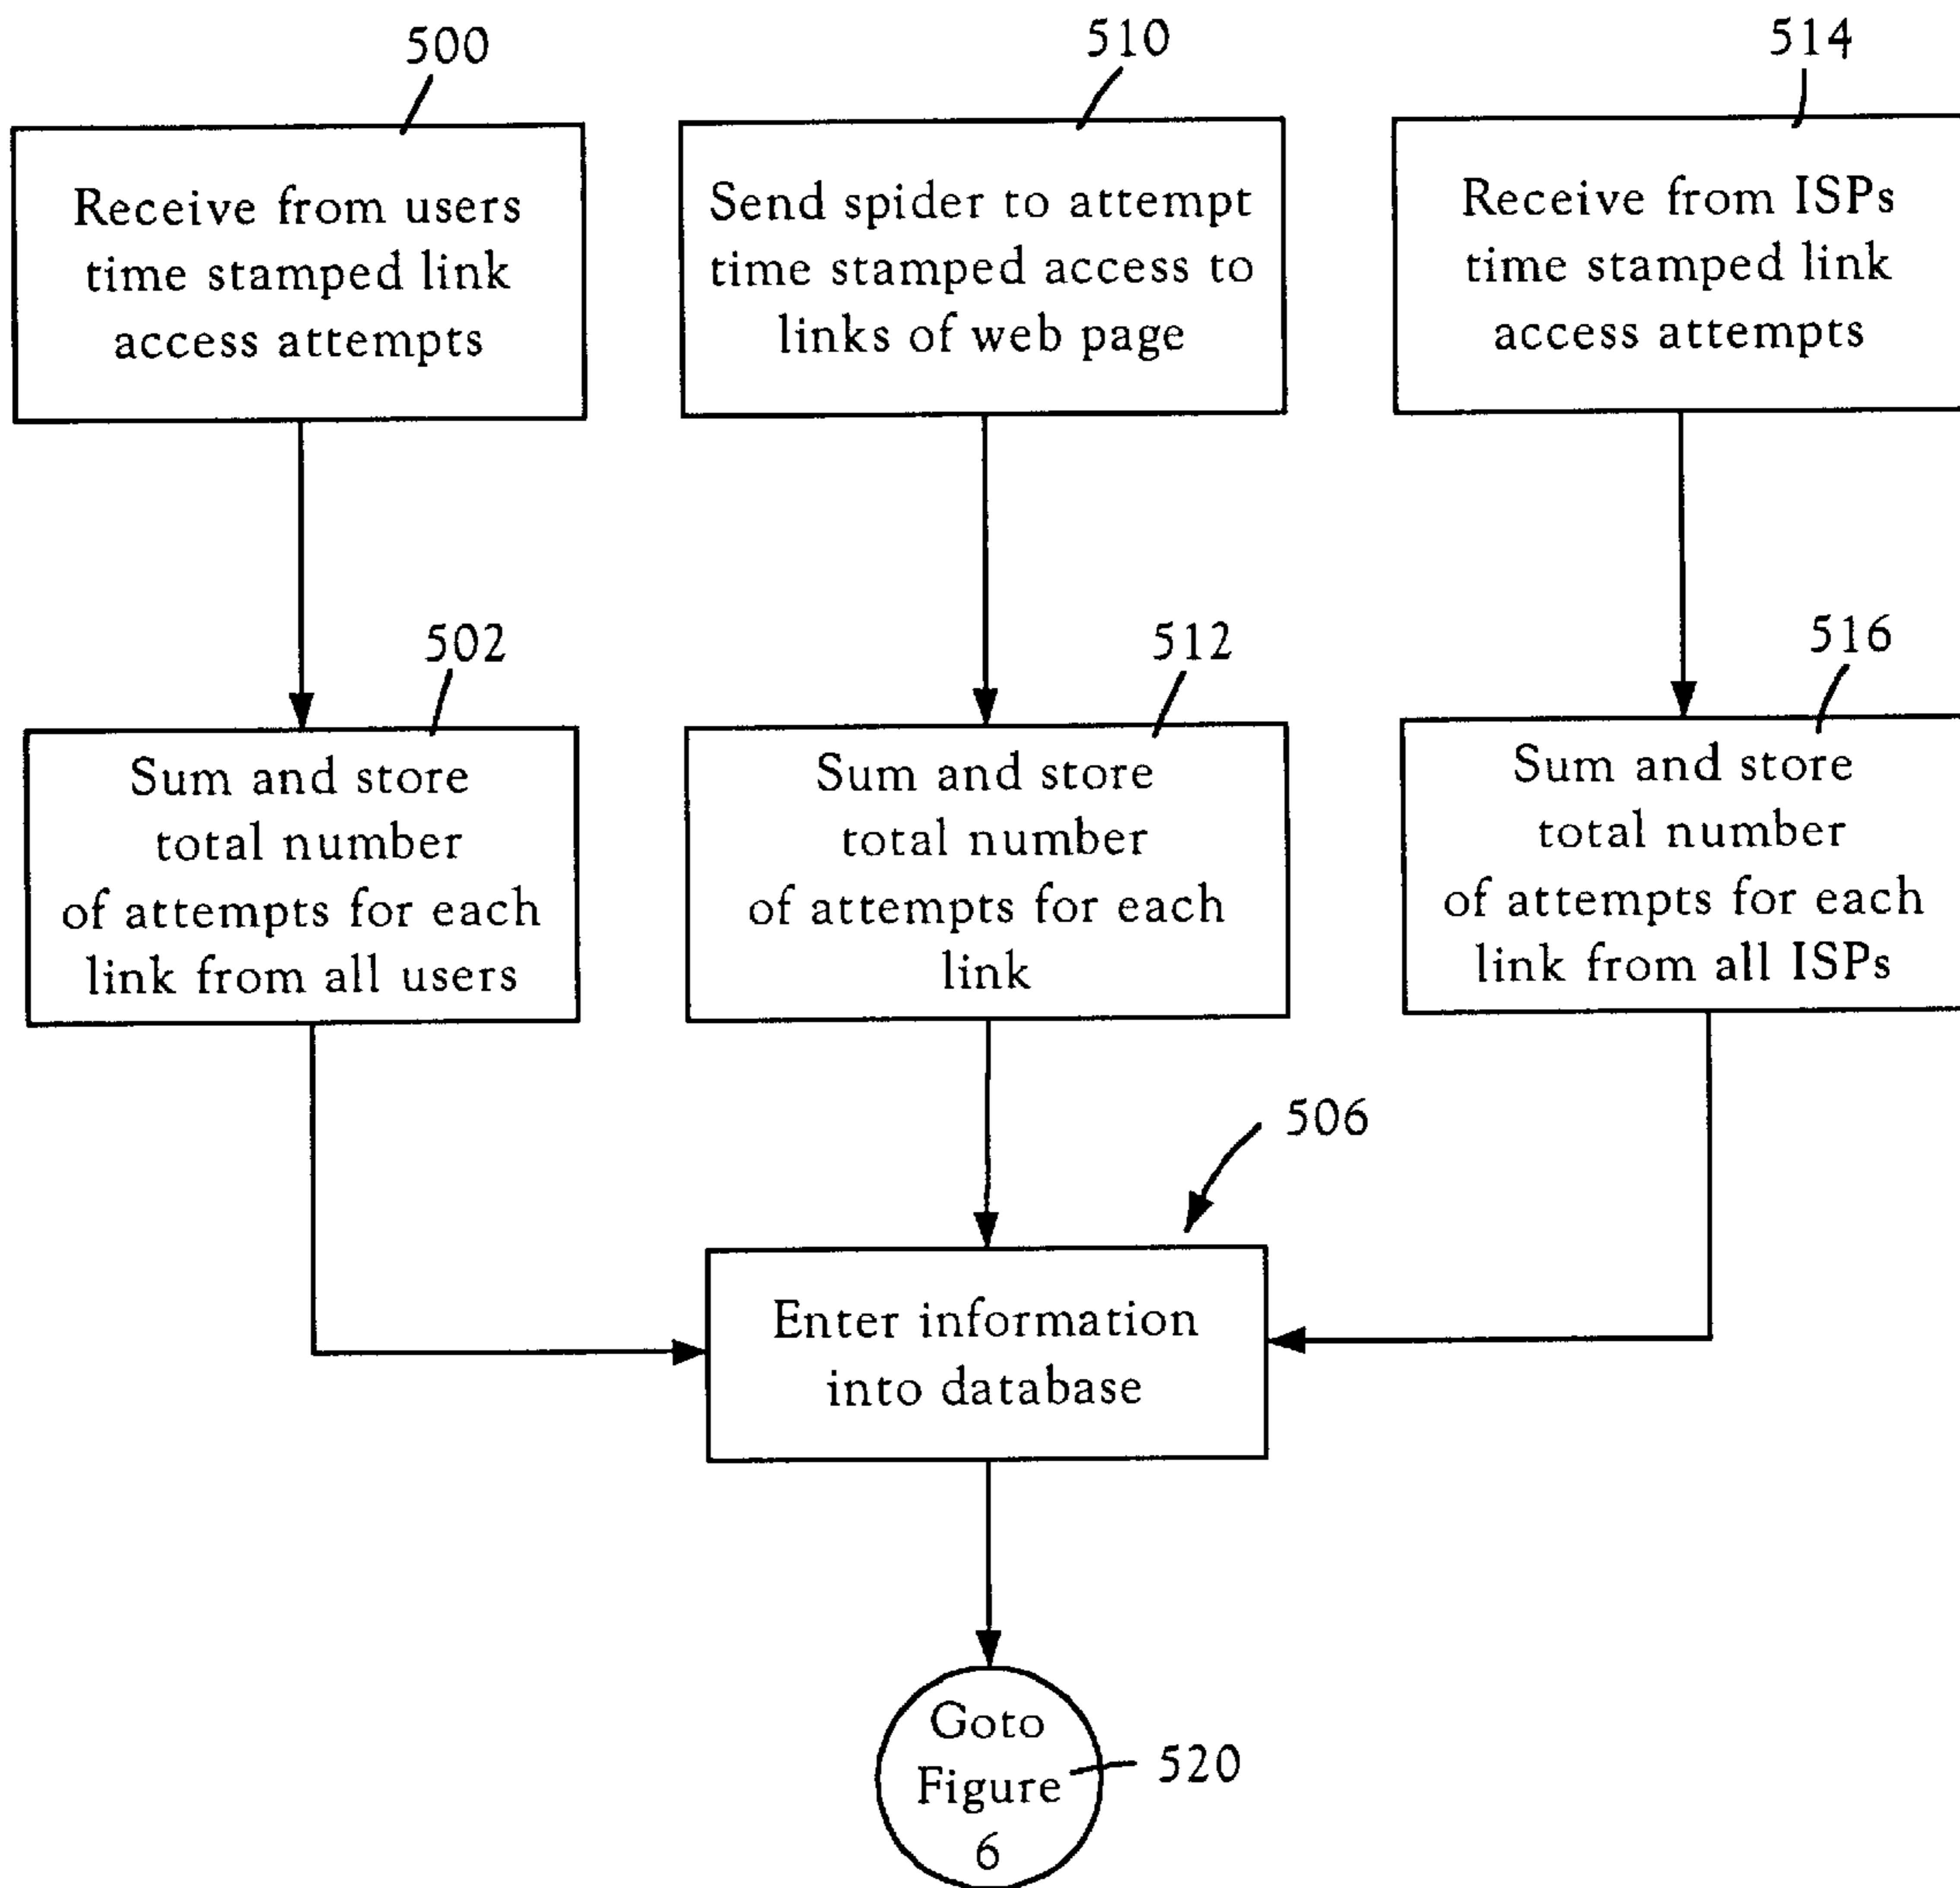 500
Receive from users
time stamped link
access attempts
510
Send spider to attempt
time stamped access to
links of web page
514
Receive from ISPs
time stamped link
access attempts
502
Sum and store
total number
of attempts for each
link from all users
512
Sum and store
total number
of attempts for each
link
516
Sum and store
total number
of attempts for each
link from all ISPs
506
Enter information
into database
Goto
Figure
6
520